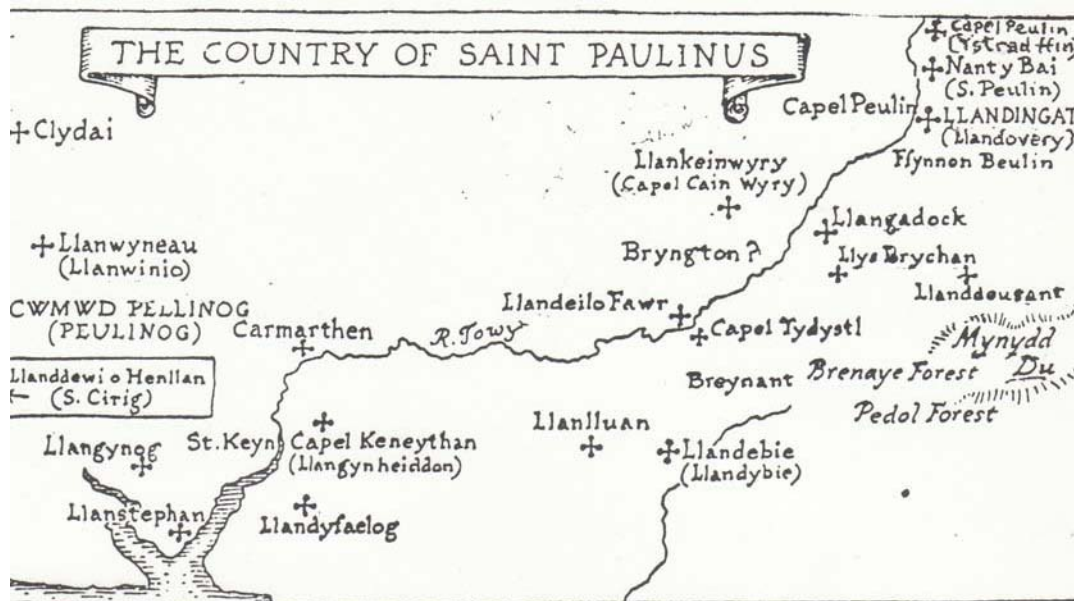 THE COUNTRY OF SAINT PAULINUS
Capel Peulin
(Ystrad Ffin)
Nant y Bai
(S. Peulin)
Capel Peulin
LLANDINGAT
(Llandovery)
Ffynnon Beulin
Clydai
Llankeinwyry
(Capel Cain Wyry)
Llangadock
Llanwyneau
(Llanwinio)
Bryngton?
Llys Brychan
Llanddeusant
CWMWD PELLINOG
(PEULINOG)
Carmarthen
R. Towy
Llandeilo Fawr
Capel Tydystl
Mynydd
Du
Breynant
Brenaye Forest
Pedol Forest
Llanddewi o Henllan
(S. Cirig)
Llangynog
St. Keyn
Capel Keneythan
(Llangynheiddon)
Llanlluan
Llandebie
(Llandybie)
Llanstephan
Llandyfaelog